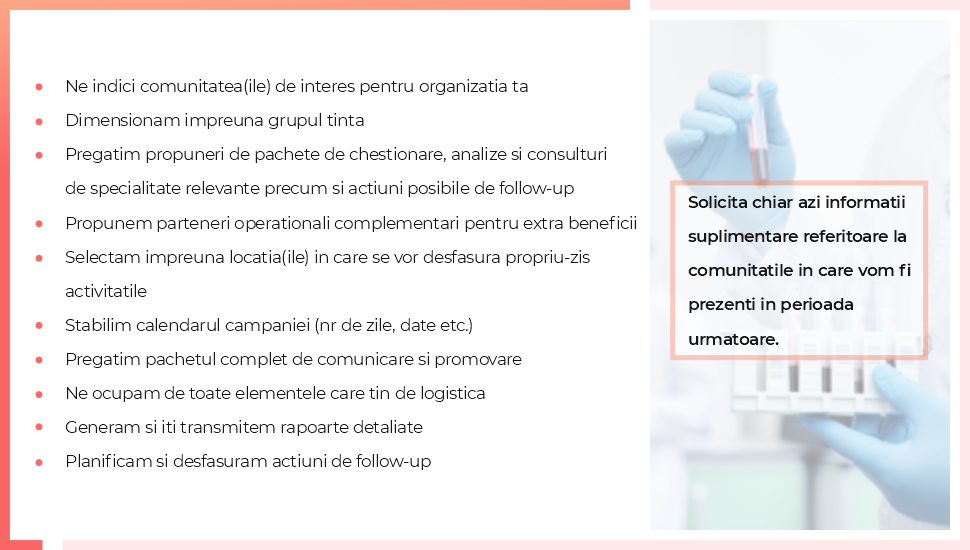 Ne indici comunitatea(ile) de interes pentru organizatia ta
Dimensionam impreuna grupul tinta
Pregatim propuneri de pachete de chestionare, analize si consulturi
de specialitate relevante precum si actiuni posibile de follow-up
Propunem parteneri operationali complementari pentru extra beneficii
Selectam impreuna locatia(ile) in care se vor desfasura propriu-zis
activitatile
Stabilim calendarul campaniei (nr de zile, date etc.)
Pregatim pachetul complet de comunicare si promovare
Ne ocupam de toate elementele care tin de logistica
Generam si iti transmitem rapoarte detaliate
Planificam si desfasuram actiuni de follow-up
Solicita chiar azi informatii
suplimentare referitoare la
comunitatile in care vom fi
prezenti in perioada
urmatoare.